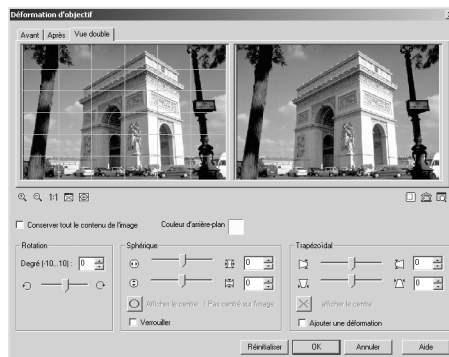 Déformation d'objectif
Avant Après Vue double
1:1
Conserver tout le contenu de l'image Couleur d'arrière-plan
Rotation Sphérique Trapézoïdal
Degré (-10...10) : 0 0 0
0 0
Afficher le centre ! Pas centré sur l'image afficher le centre
Verrouiller Ajouter une déformation
Réinitialiser OK Annuler Aide